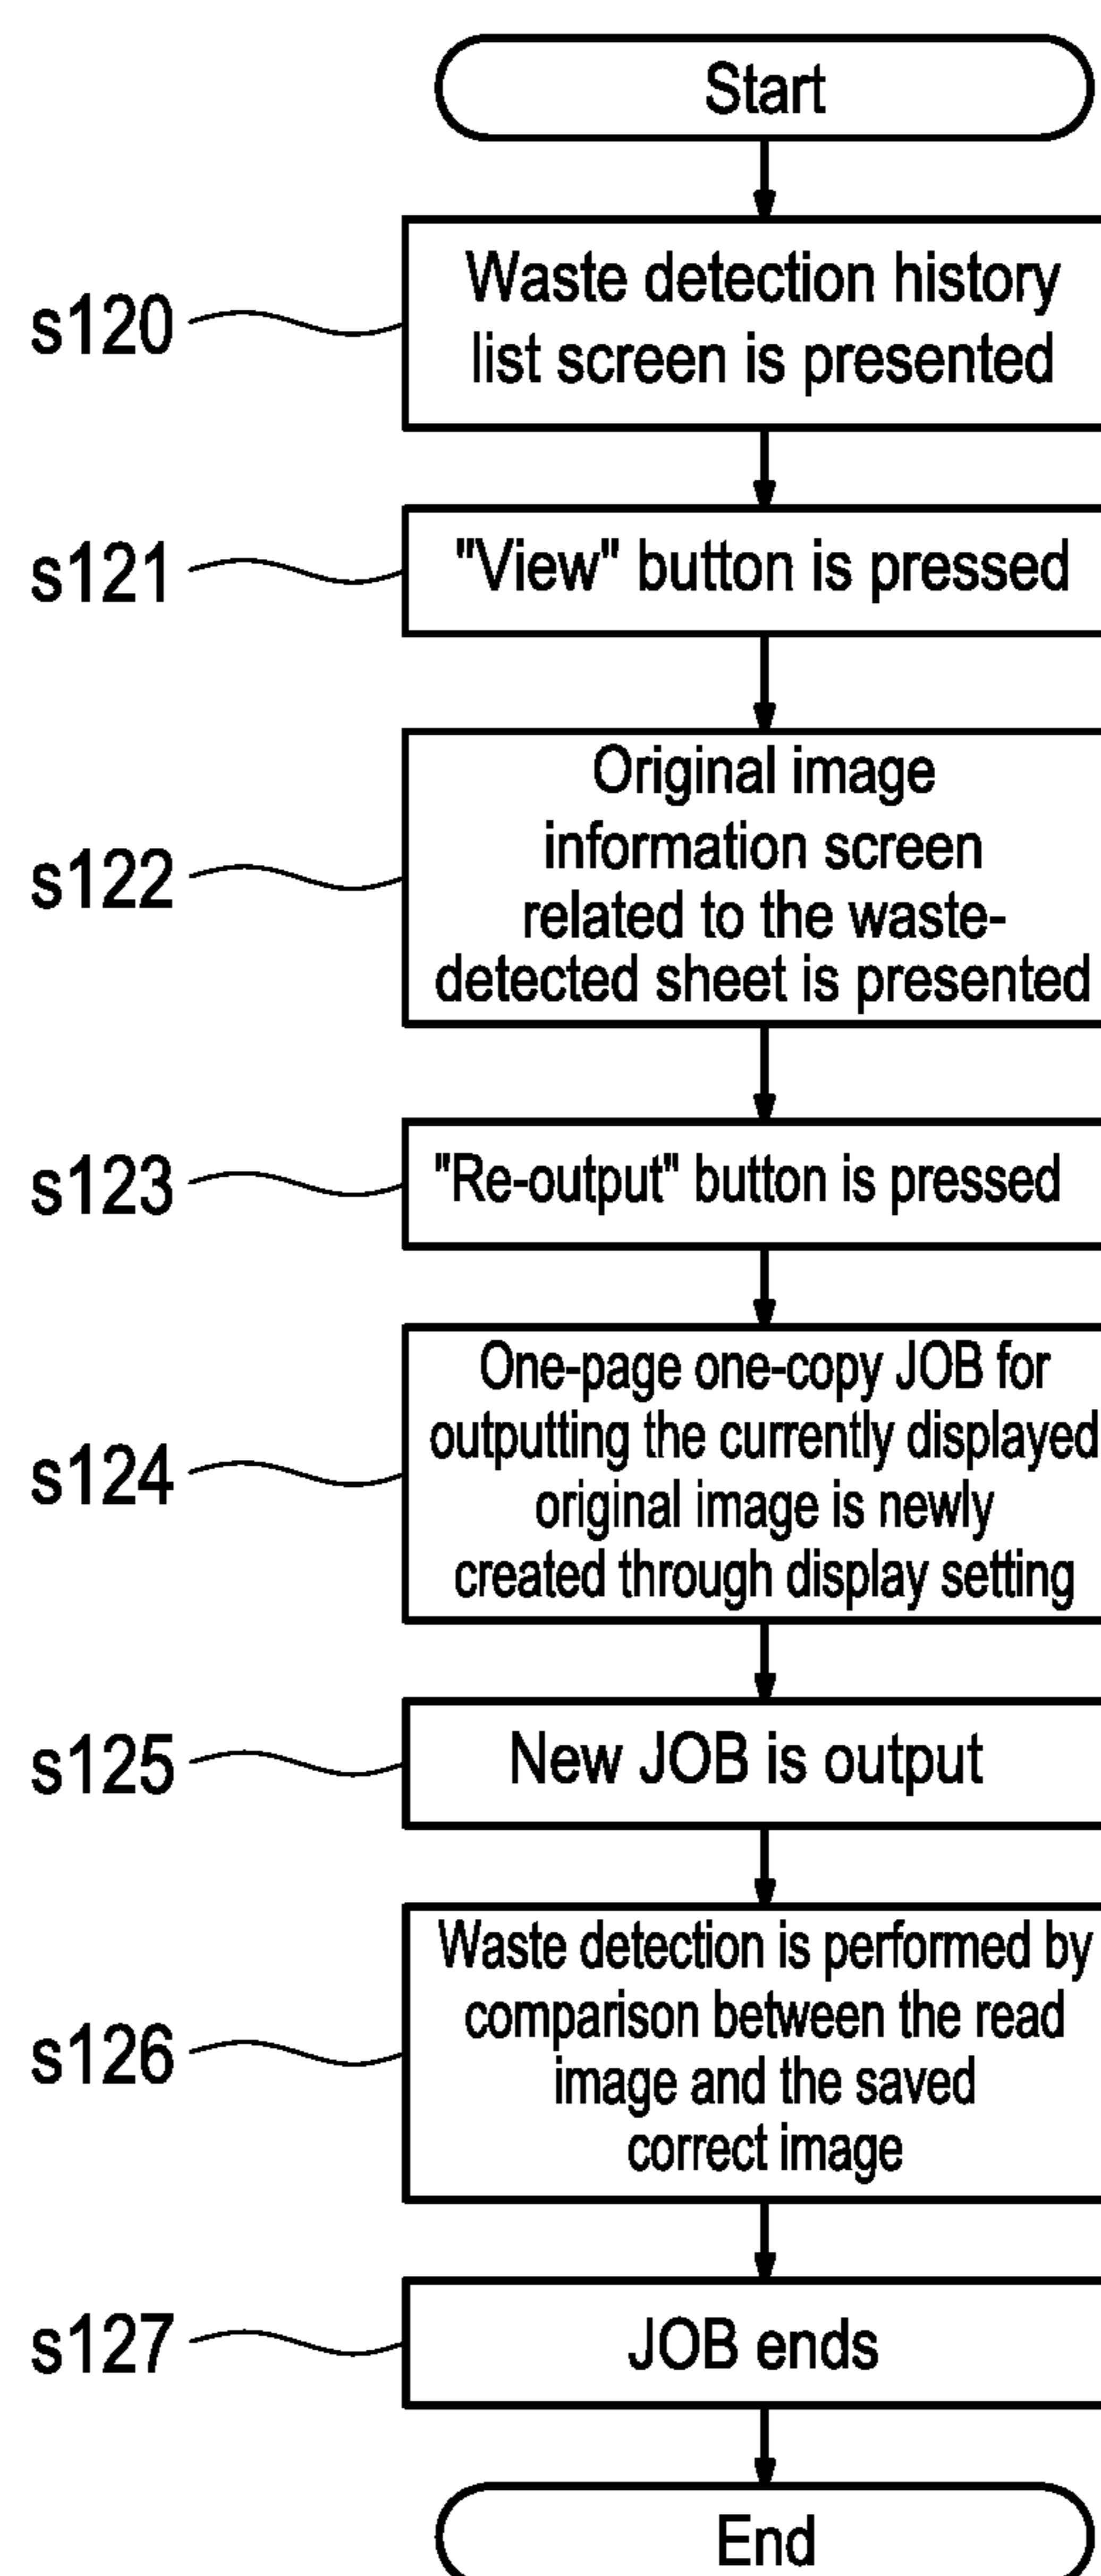 Start
s120
Waste detection history
list screen is presented
s121
"View" button is pressed
s122
Original image
information screen
related to the waste-
detected sheet is presented
s123
"Re-output" button is pressed
s124
One-page one-copy JOB for
outputting the currently displayed
original image is newly
created through display setting
s125
New JOB is output
s126
Waste detection is performed by
comparison between the read
image and the saved
correct image
s127
JOB ends
End